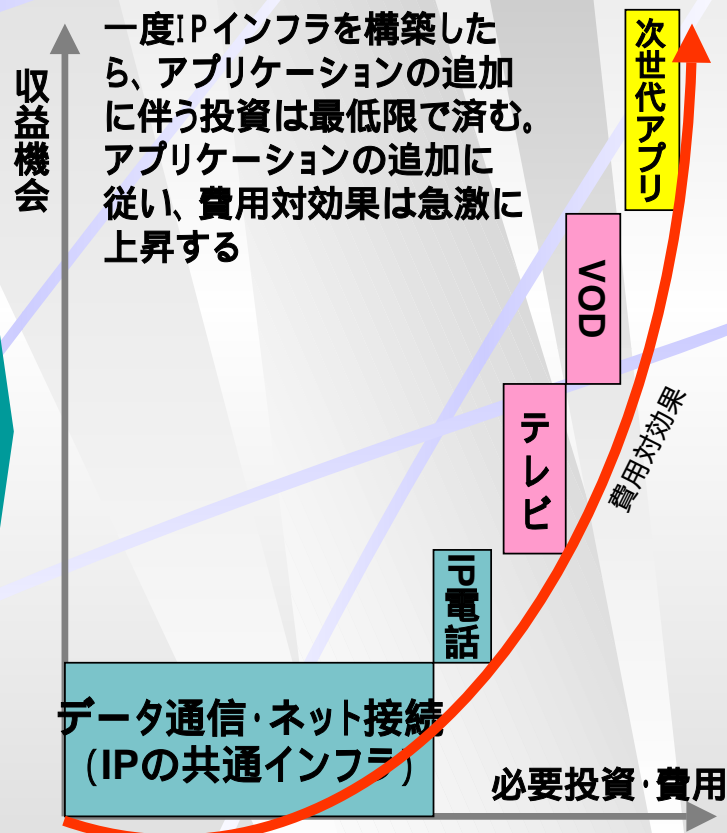 一度IPインフラを構築した
ら、アプリケーションの追加
に伴う投資は最低限で済む。
アプリケーションの追加に
従い、費用対効果は急激に
上昇する
収益機会
次世代アプリ
VOD
テレビ
費用対効果
IP電話
データ通信・ネット接続
(IPの共通インフラ)
必要投資・費用